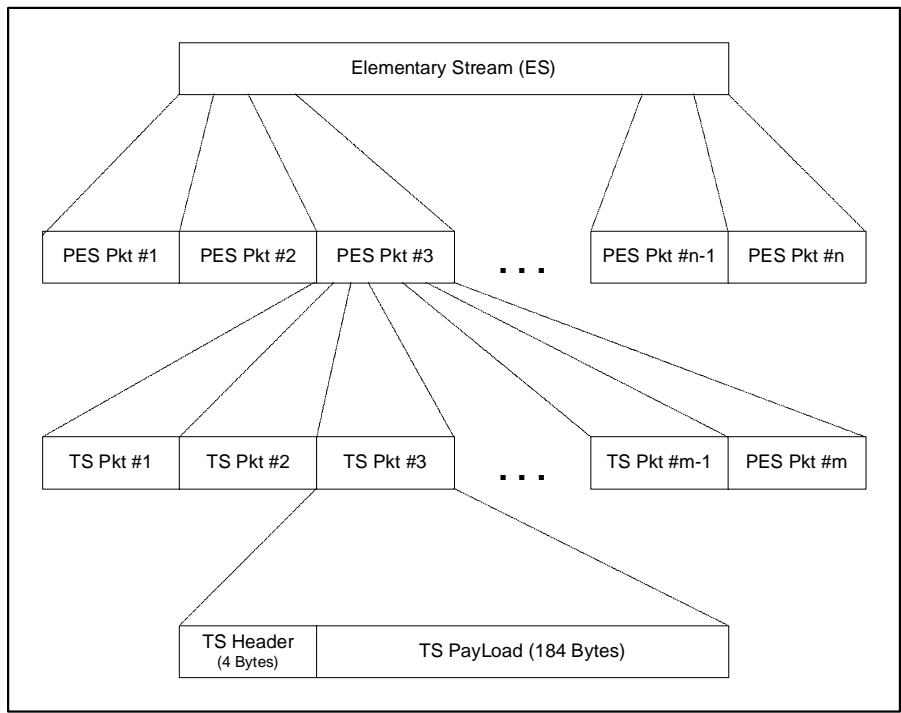 Elementary Stream (ES)
PES Pkt #1 PES Pkt #2 PES Pkt #3 . . . PES Pkt #n-1 PES Pkt #n
TS Pkt #1 TS Pkt #2 TS Pkt #3 . . . TS Pkt #m-1 PES Pkt #m
TS Header
(4 Bytes)
TS PayLoad (184 Bytes)